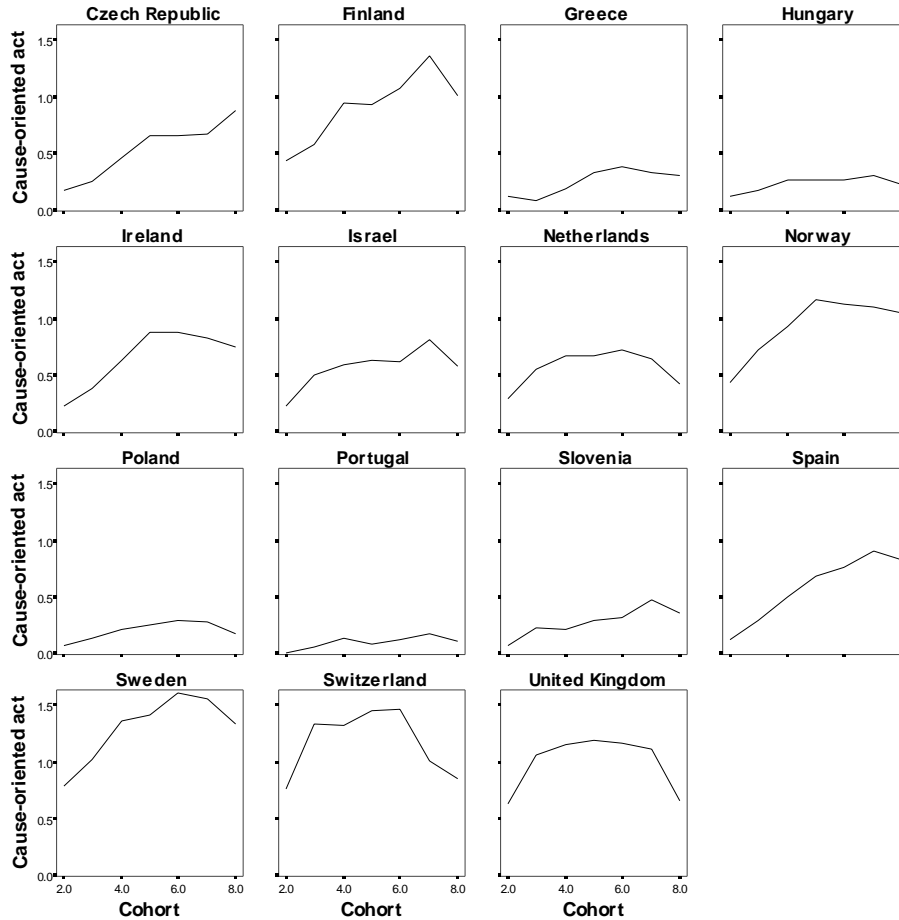 Czech Republic Finland Greece Hungary
Cause-oriented act
1.5
1.0
0.5
0.0
Ireland Israel Netherlands Norway
Cause-oriented act
1.5
1.0
0.5
0.0
Poland Portugal Slovenia Spain
Cause-oriented act
1.5
1.0
0.5
0.0
Sweden Switzerland United Kingdom
Cause-oriented act
1.5
1.0
0.5
0.0
2.0 4.0 6.0 8.0 2.0 4.0 6.0 8.0 2.0 4.0 6.0 8.0
Cohort Cohort Cohort